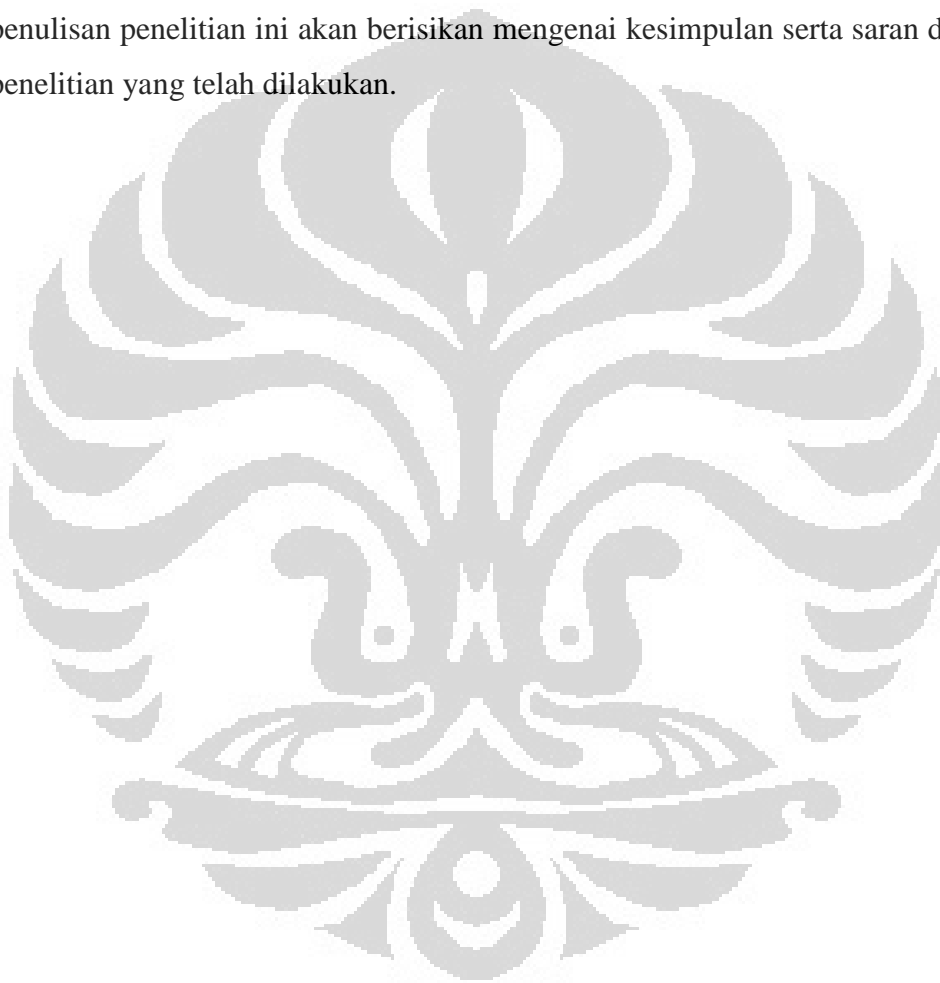 penulisan penelitian ini akan berisikan mengenai kesimpulan serta saran d
penelitian yang telah dilakukan.